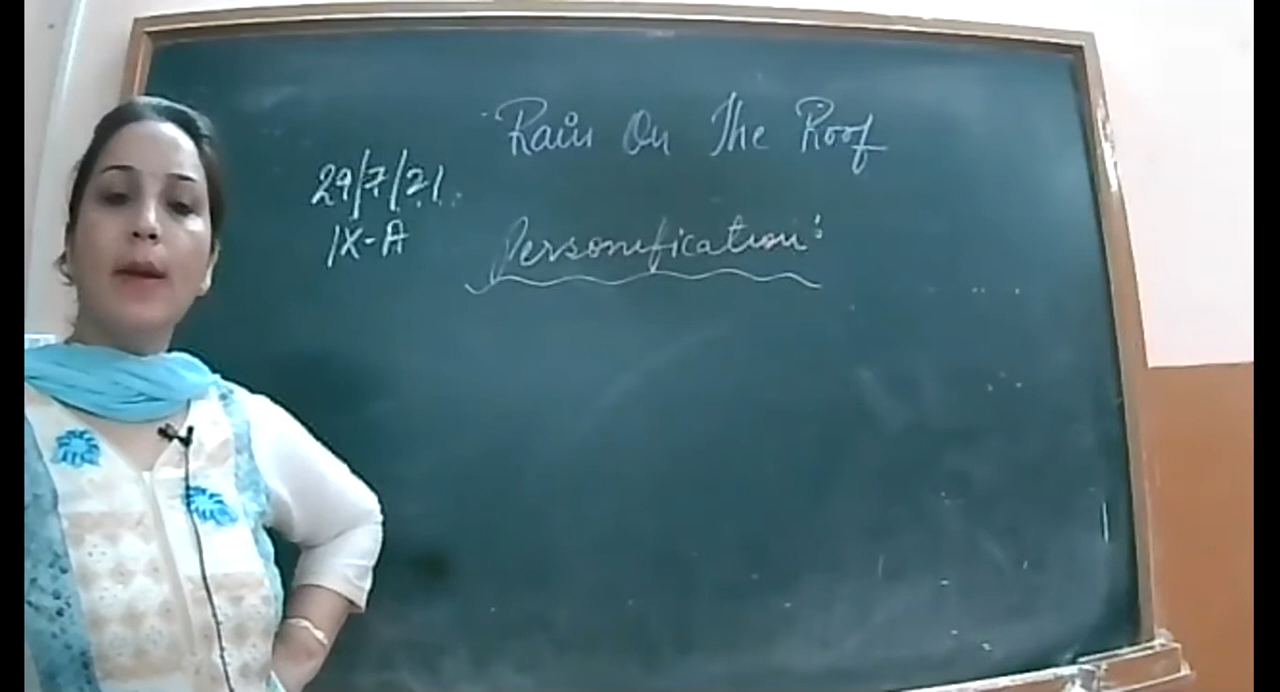 Rain On The Roof
29/7/21.
IX-A
Personification: